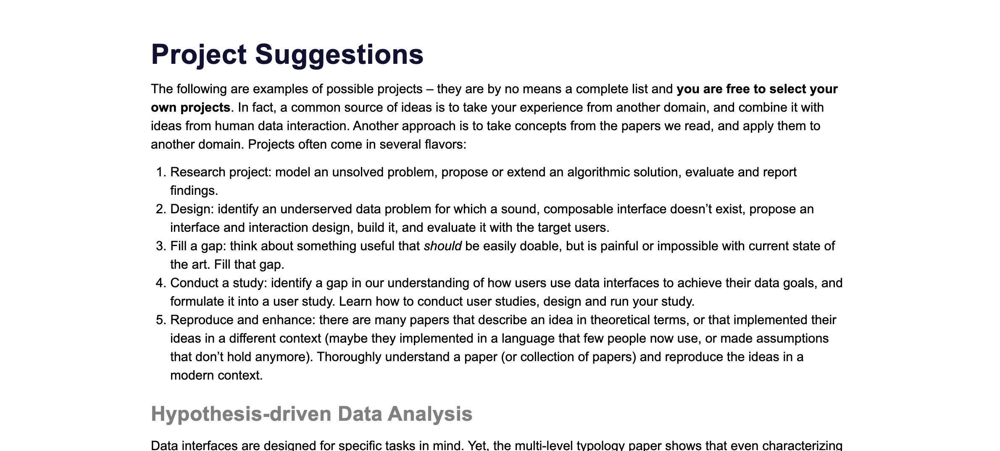 Project Suggestions
The following are examples of possible projects – they are by no means a complete list and you are free to select your
own projects. In fact, a common source of ideas is to take your experience from another domain, and combine it with
ideas from human data interaction. Another approach is to take concepts from the papers we read, and apply them to
another domain. Projects often come in several flavors:
1. Research project: model an unsolved problem, propose or extend an algorithmic solution, evaluate and report
findings.
2. Design: identify an underserved data problem for which a sound, composable interface doesn’t exist, propose an
interface and interaction design, build it, and evaluate it with the target users.
3. Fill a gap: think about something useful that should be easily doable, but is painful or impossible with current state of
the art. Fill that gap.
4. Conduct a study: identify a gap in our understanding of how users use data interfaces to achieve their data goals, and
formulate it into a user study. Learn how to conduct user studies, design and run your study.
5. Reproduce and enhance: there are many papers that describe an idea in theoretical terms, or that implemented their
ideas in a different context (maybe they implemented in a language that few people now use, or made assumptions
that don’t hold anymore). Thoroughly understand a paper (or collection of papers) and reproduce the ideas in a
modern context.
Hypothesis-driven Data Analysis
Data interfaces are designed for specific tasks in mind. Yet, the multi-level typology paper shows that even characterizing